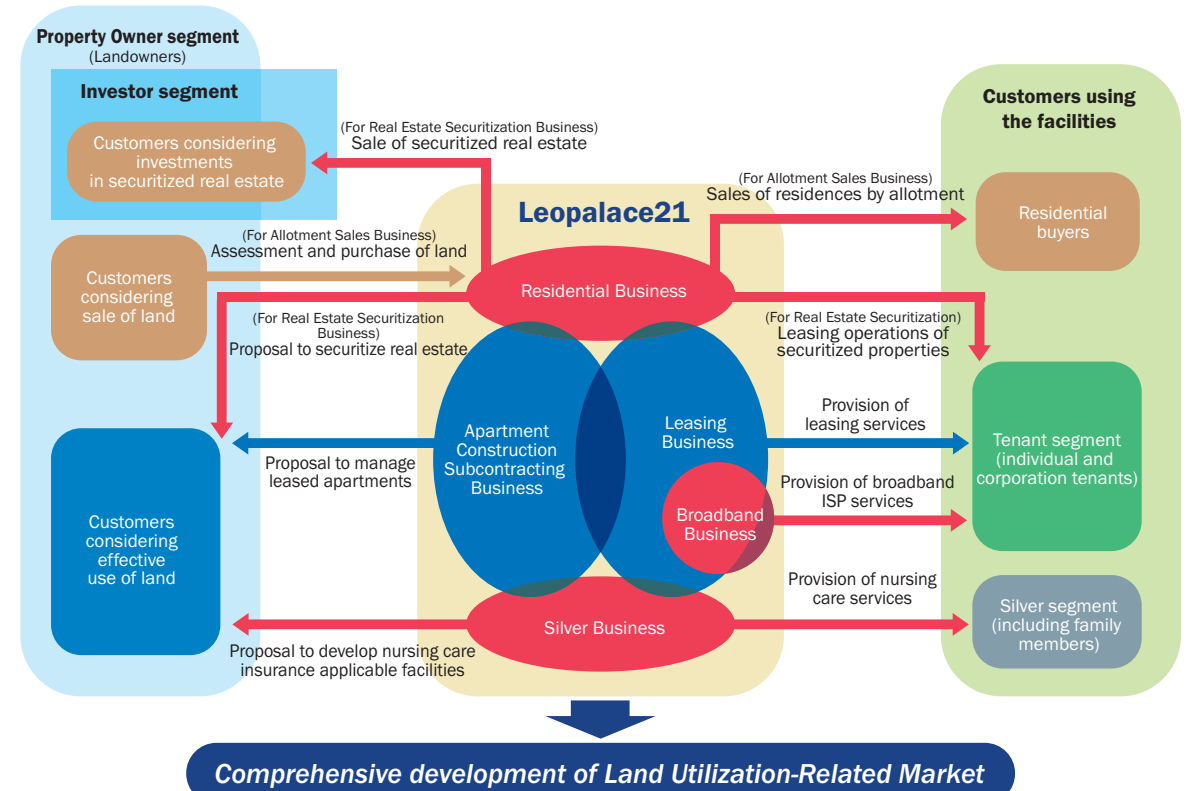 Property Owner segment
(Landowners)
Investor segment
Customers considering
investments
in securitized real estate
(For Real Estate Securitization Business)
Sale of securitized real estate
Customers using
the facilities
(For Allotment Sales Business)
Sales of residences by allotment
Residential
buyers
Leopalace21
(For Allotment Sales Business)
Assessment and purchase of land
Customers
considering
sale of land
Residential Business
(For Real Estate Securitization
Business)
Proposal to securitize real estate
(For Real Estate Securitization)
Leasing operations of
securitized properties
Apartment
Construction
Subcontracting
Business
Leasing
Business
Provision of
leasing services
Tenant segment
(individual and
corporation tenants)
Proposal to manage
leased apartments
Broadband
Business
Provision of broadband
ISP services
Customers
considering
effective
use of land
Provision of nursing
care services
Silver Business
Silver segment
(including family
members)
Proposal to develop nursing care
insurance applicable facilities
Comprehensive development of Land Utilization-Related Market